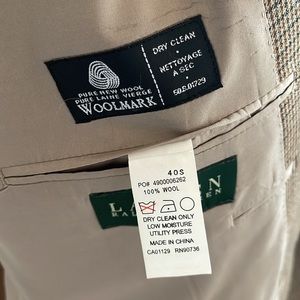 PURE NEW WOOL
PURE LAINE VIERGE
WOOLMARK
DRY CLEAN
NETTOYAGE
A SEC
40S
PO# 4900006262
100% WOOL
DRY CLEAN ONLY
LOW MOISTURE
UTILITY PRESS
MADE IN CHINA
CA01129 RN90736